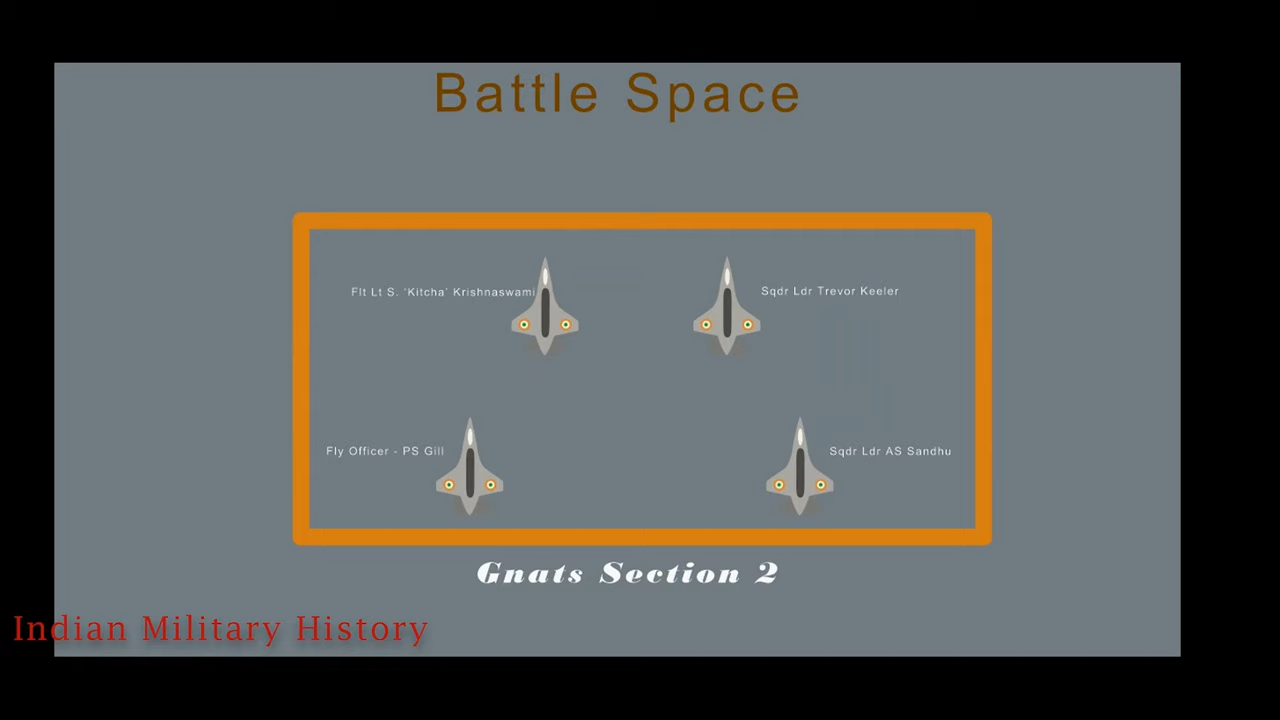 Battle Space
Flt Lt S. 'Kitcha' Krishnaswami
Sqdr Ldr Trevor Keeler
Fly Officer - PS Gill
Sqdr Ldr AS Sandhu
Gnats Section 2
Indian Military History